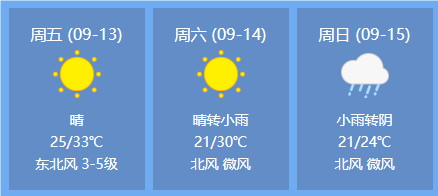 周五 (09-13)
晴
25/33℃
东北风 3-5级
周六 (09-14)
晴转小雨
21/30℃
北风 微风
周日 (09-15)
小雨转阴
21/24℃
北风 微风